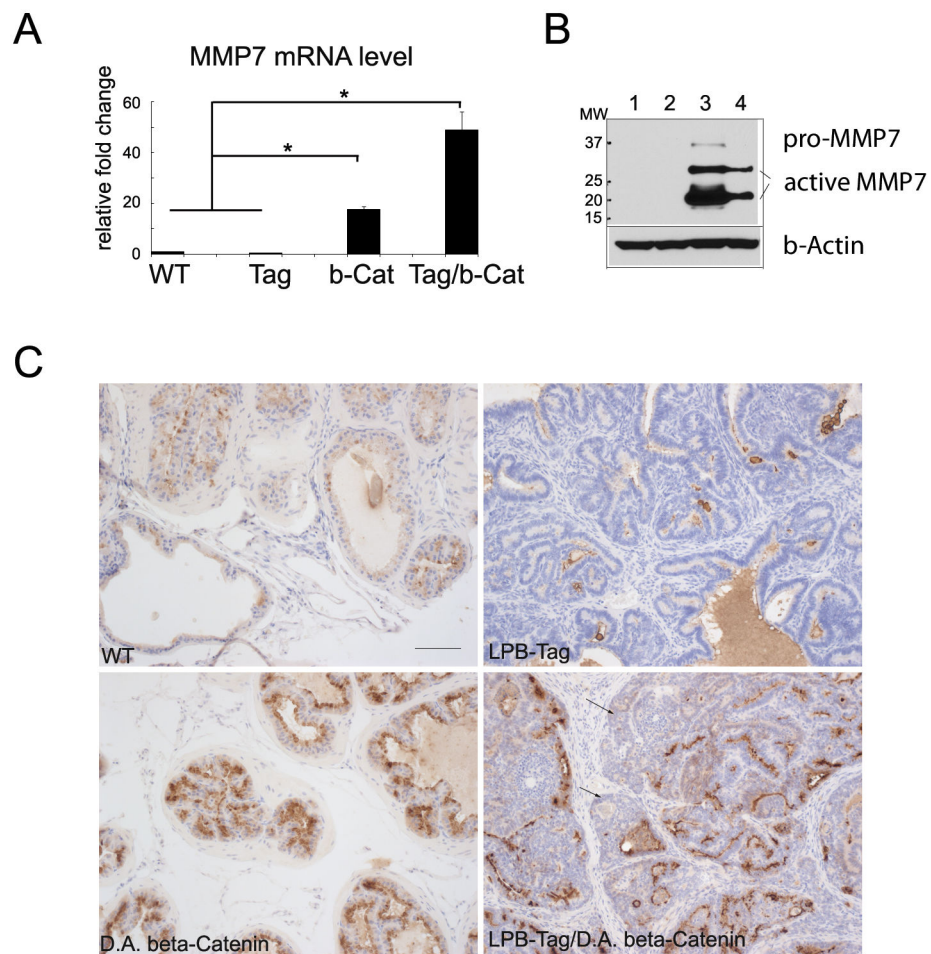 A
MMP7 mRNA level
relative fold change
60
40
20
0
*
*
WT Tag b-Cat Tag/b-Cat
B
MW
1 2 3 4
37
25
20
15
pro-MMP7
active MMP7
b-Actin
C
WT
LPB-Tag
D.A. beta-Catenin
LPB-Tag/D.A. beta-Catenin